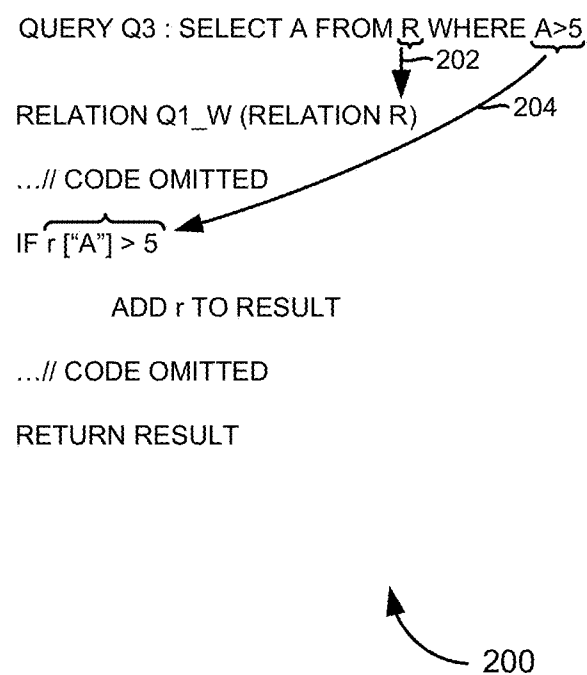 QUERY Q3 : SELECT A FROM R WHERE A>5
202
204
RELATION Q1_W (RELATION R)
...// CODE OMITTED
IF r [“A”] > 5
ADD r TO RESULT
...// CODE OMITTED
RETURN RESULT
200